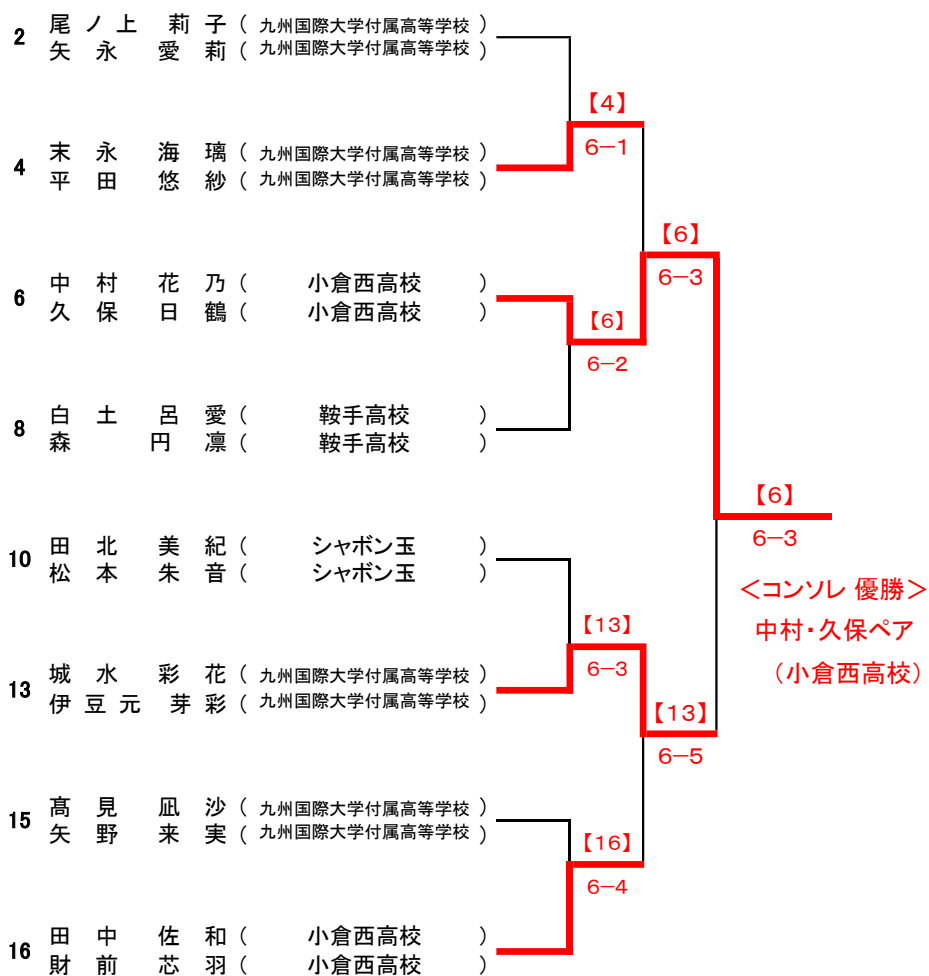 2 尾ノ上 莉子 ( 九州国際大学付属高等学校 )
矢永 愛莉 ( 九州国際大学付属高等学校 )
【4】
6−1
4 末永 海璃 ( 九州国際大学付属高等学校 )
平田 悠紗 ( 九州国際大学付属高等学校 )
【6】
6−3
6 中村 花乃 ( 小倉西高校 )
久保 日鶴 ( 小倉西高校 )
【6】
6−2
8 白土 呂愛 ( 鞍手高校 )
森 円凛 ( 鞍手高校 )
【6】
6−3
10 田北 美紀 ( シャボン玉 )
松本 朱音 ( シャボン玉 )
＜コンソレ 優勝＞
中村・久保ペア
（小倉西高校）
【13】
6−3
13 城水 彩花 ( 九州国際大学付属高等学校 )
伊豆元 芽彩 ( 九州国際大学付属高等学校 )
【13】
6−5
15 髙見 凪沙 ( 九州国際大学付属高等学校 )
矢野 来実 ( 九州国際大学付属高等学校 )
【16】
6−4
16 田中 佐和 ( 小倉西高校 )
財前 芯羽 ( 小倉西高校 )